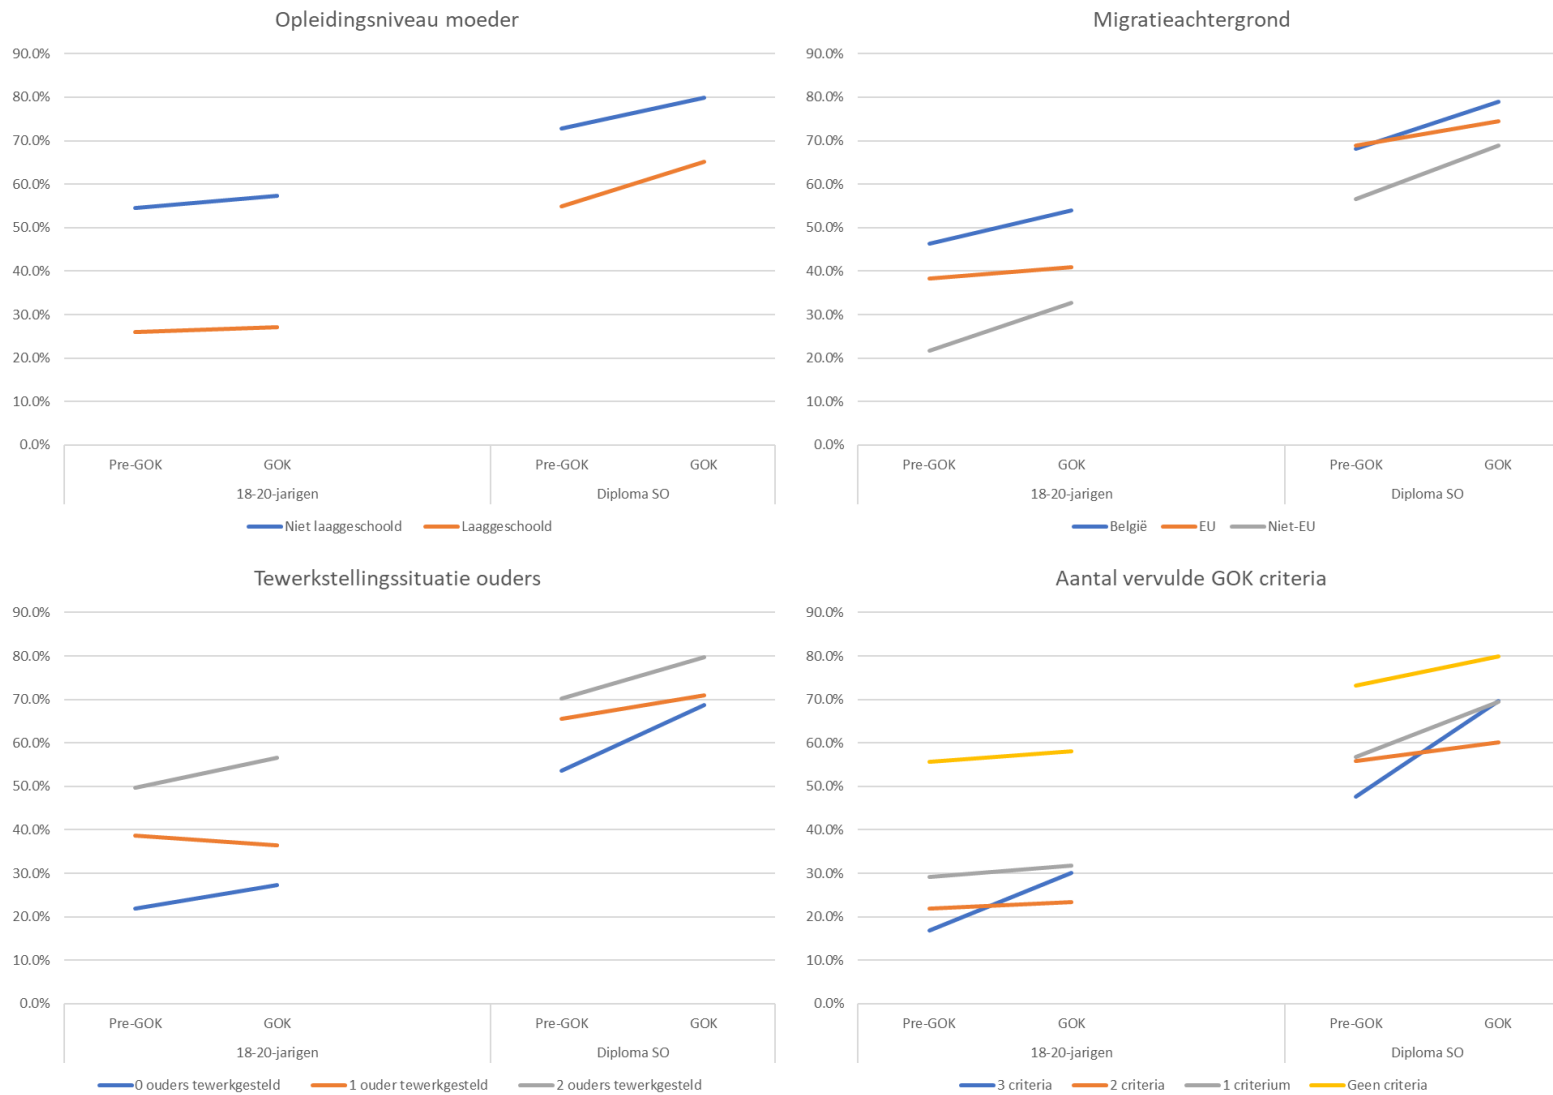 Opleidingsniveau moeder
90.0%
80.0%
70.0%
60.0%
50.0%
40.0%
30.0%
20.0%
10.0%
0.0%
Pre-GOK GOK Pre-GOK GOK
18-20-jarigen Diploma SO
Niet laaggeschoold Laaggeschoold
Migratieachtergrond
90.0%
80.0%
70.0%
60.0%
50.0%
40.0%
30.0%
20.0%
10.0%
0.0%
Pre-GOK GOK Pre-GOK GOK
18-20-jarigen Diploma SO
België EU Niet-EU
Tewerkstellingssituatie ouders
90.0%
80.0%
70.0%
60.0%
50.0%
40.0%
30.0%
20.0%
10.0%
0.0%
Pre-GOK GOK Pre-GOK GOK
18-20-jarigen Diploma SO
0 ouders tewerkgesteld 1 ouder tewerkgesteld 2 ouders tewerkgesteld
Aantal vervulde GOK criteria
90.0%
80.0%
70.0%
60.0%
50.0%
40.0%
30.0%
20.0%
10.0%
0.0%
Pre-GOK GOK Pre-GOK GOK
18-20-jarigen Diploma SO
3 criteria 2 criteria 1 criterium Geen criteria